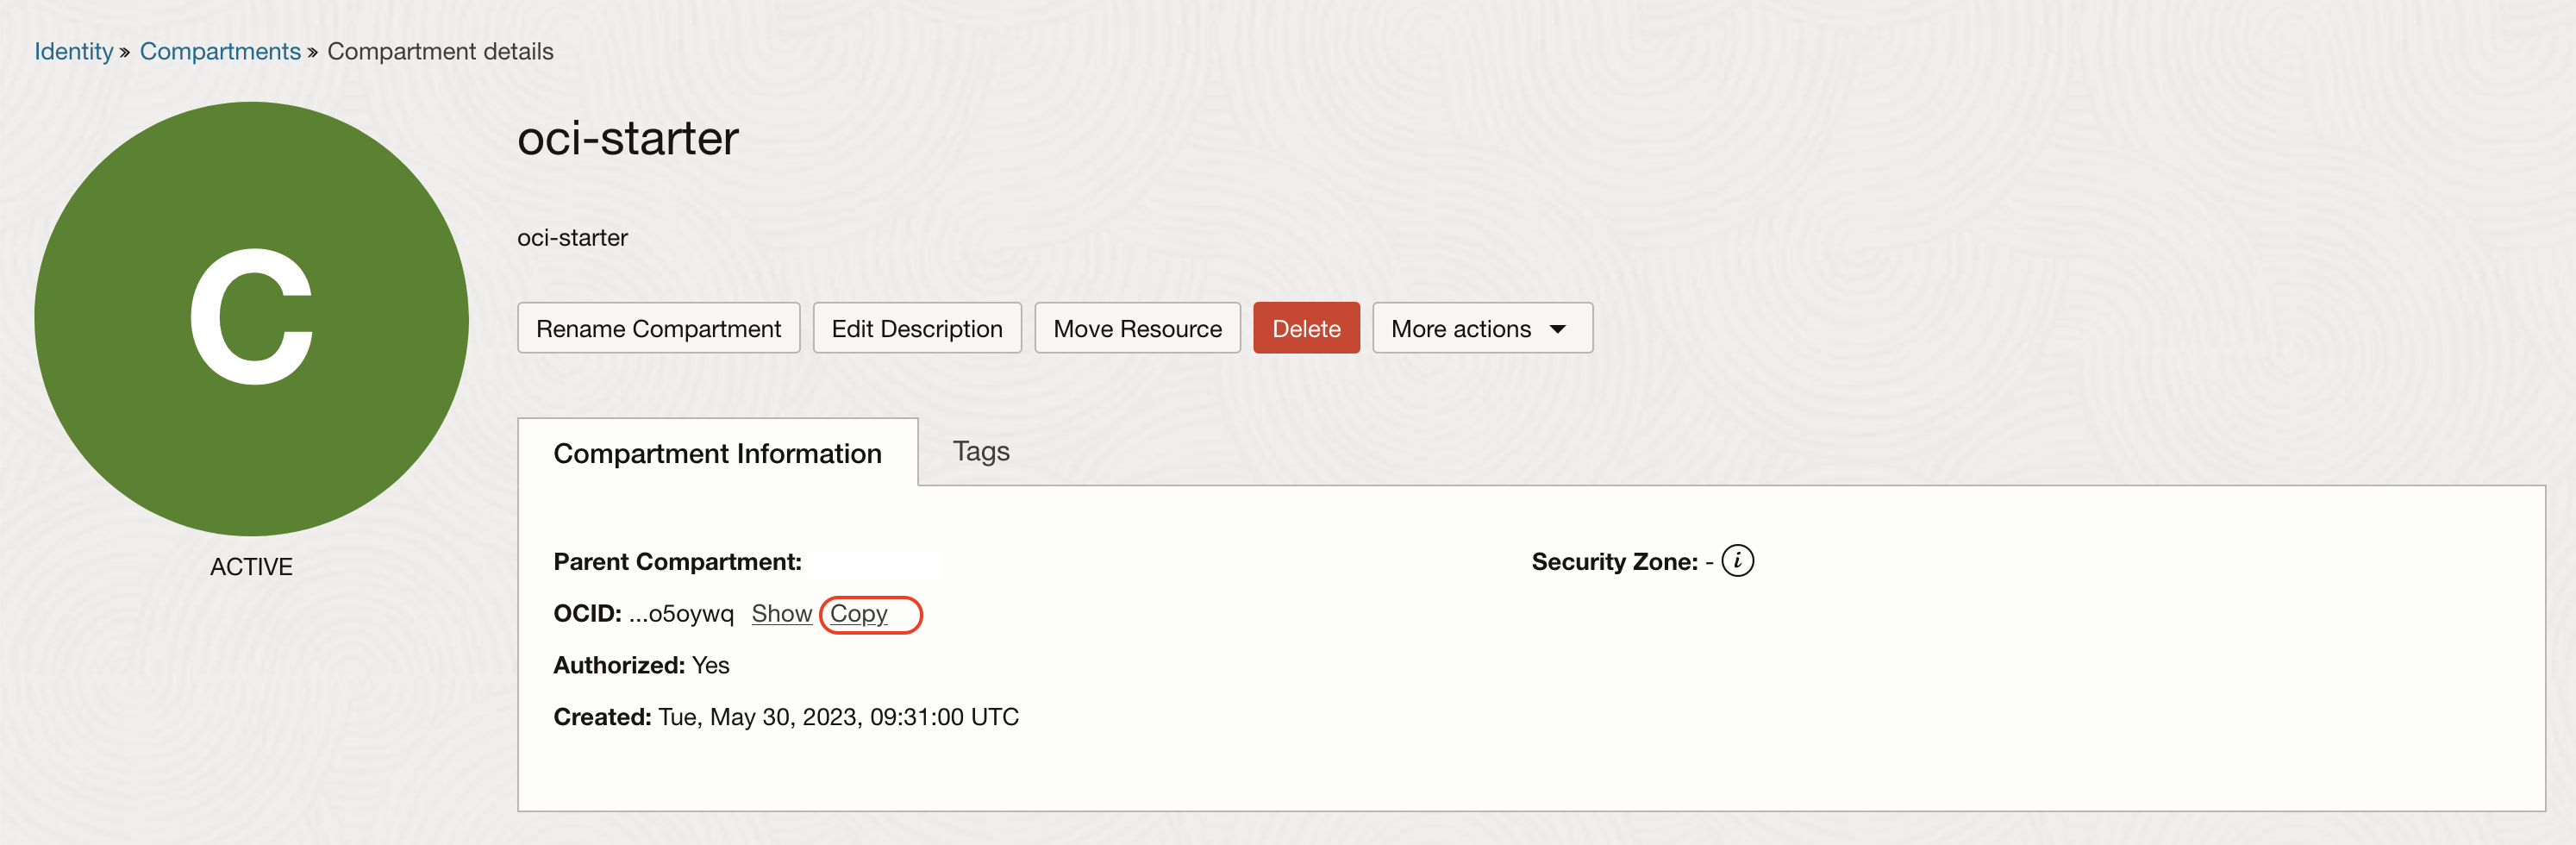 Identity » Compartments » Compartment details
C
ACTIVE
oci-starter
oci-starter
Rename Compartment Edit Description Move Resource Delete More actions
Compartment Information Tags
Parent Compartment:
OCID: ...o5oywq Show Copy
Authorized: Yes
Created: Tue, May 30, 2023, 09:31:00 UTC
Security Zone: - i